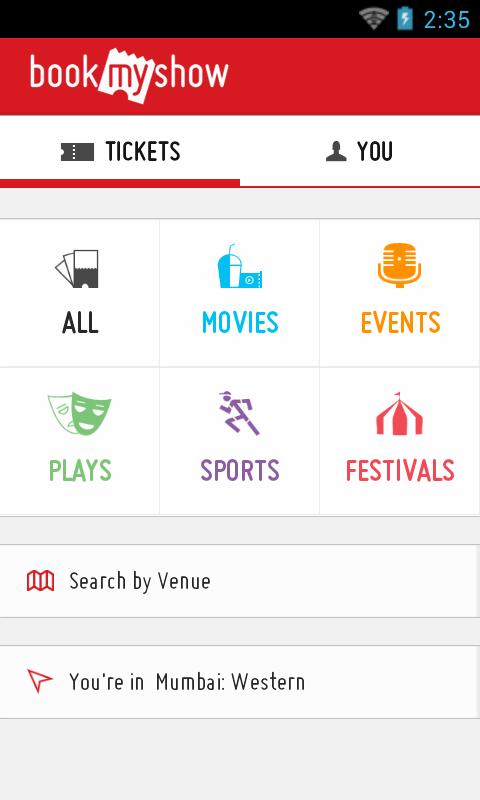 2:35
bookmyshow
TICKETS
YOU
ALL
MOVIES
EVENTS
PLAYS
SPORTS
FESTIVALS
Search by Venue
You're in  Mumbai: Western